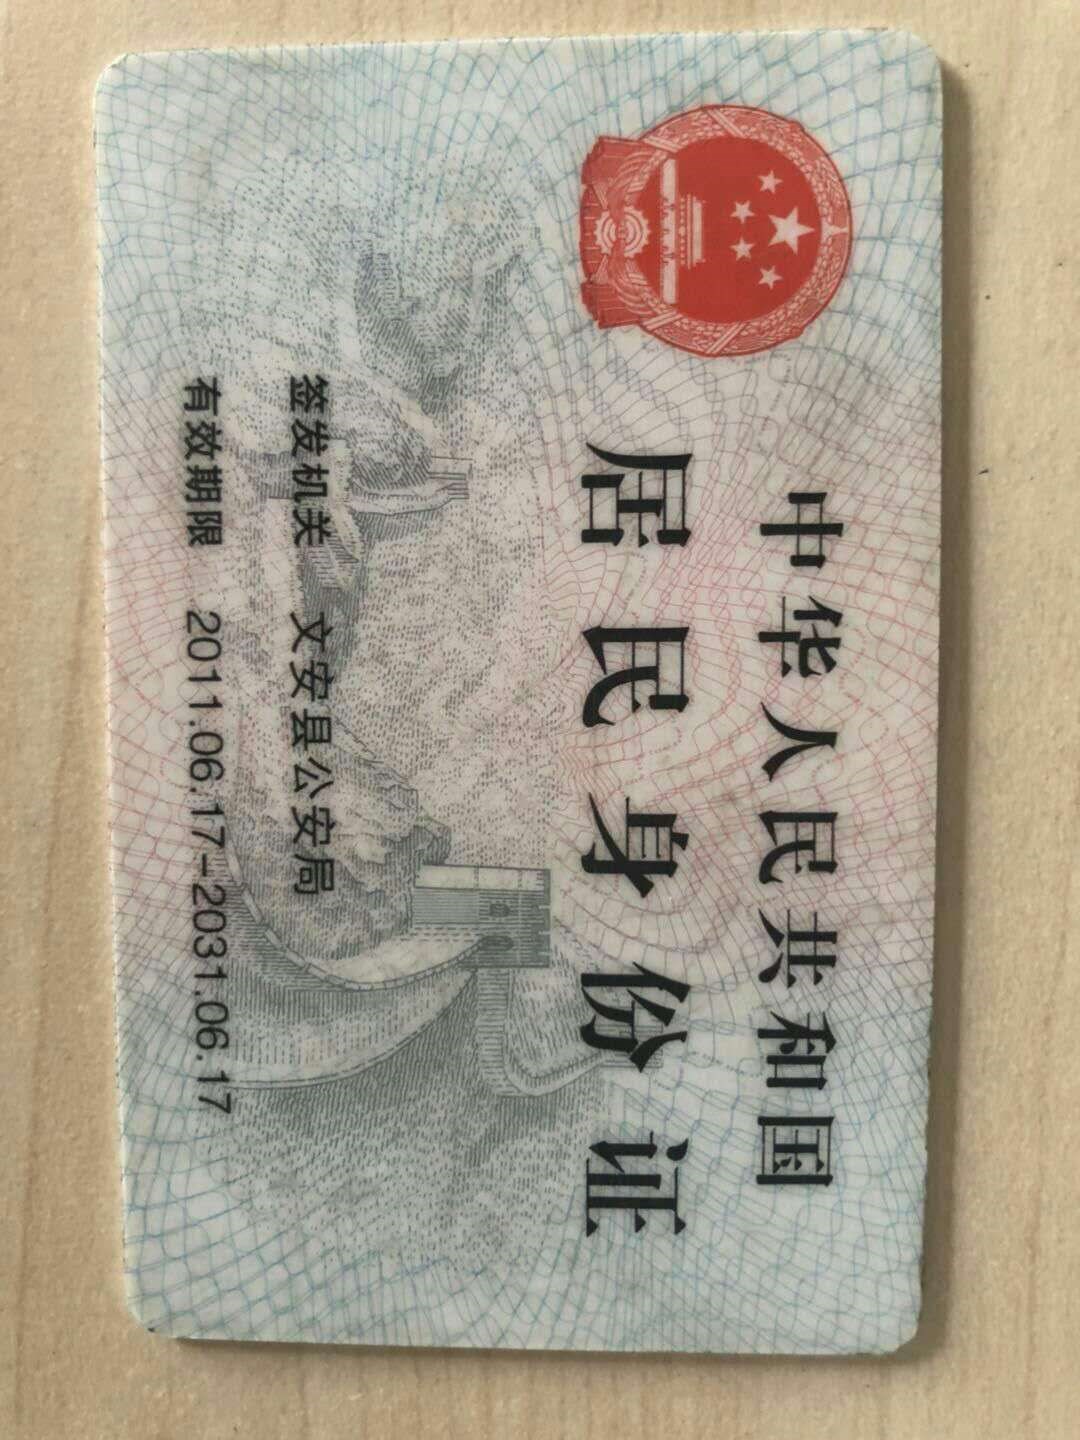 中华人民共和国
居民身份证
签发机关 文安县公安局
有效期限 2011.06.17-2031.06.17